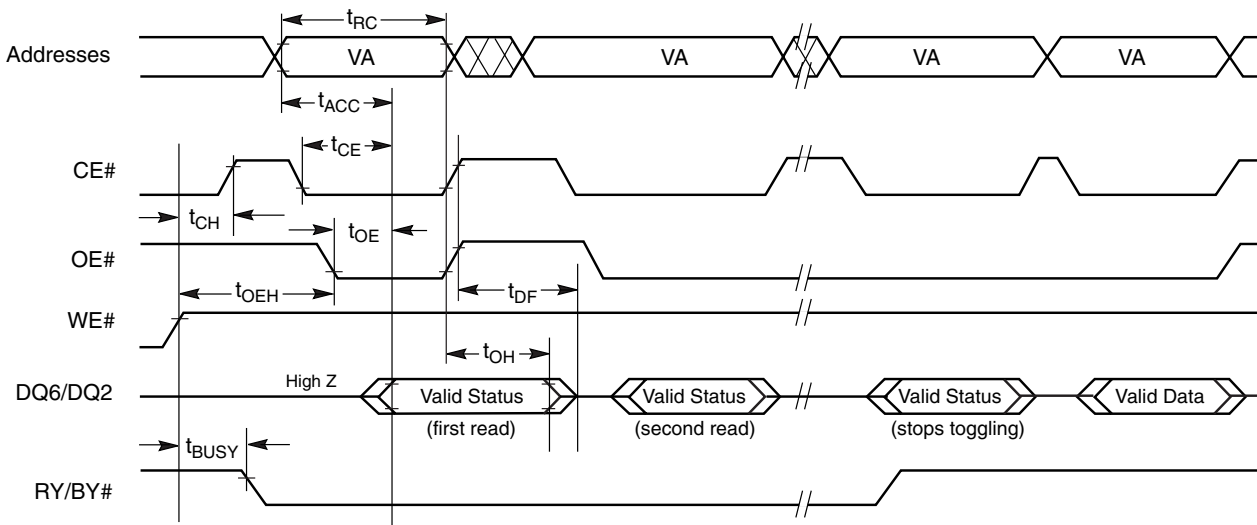 tRC
Addresses VA VA VA VA
tACC
tCE
CE#
tCH tOE
OE#
tOEH tDF
WE#
tOH
High Z
DQ6/DQ2 Valid Status Valid Status Valid Status Valid Data
(first read) (second read) (stops toggling)
tBUSY
RY/BY#